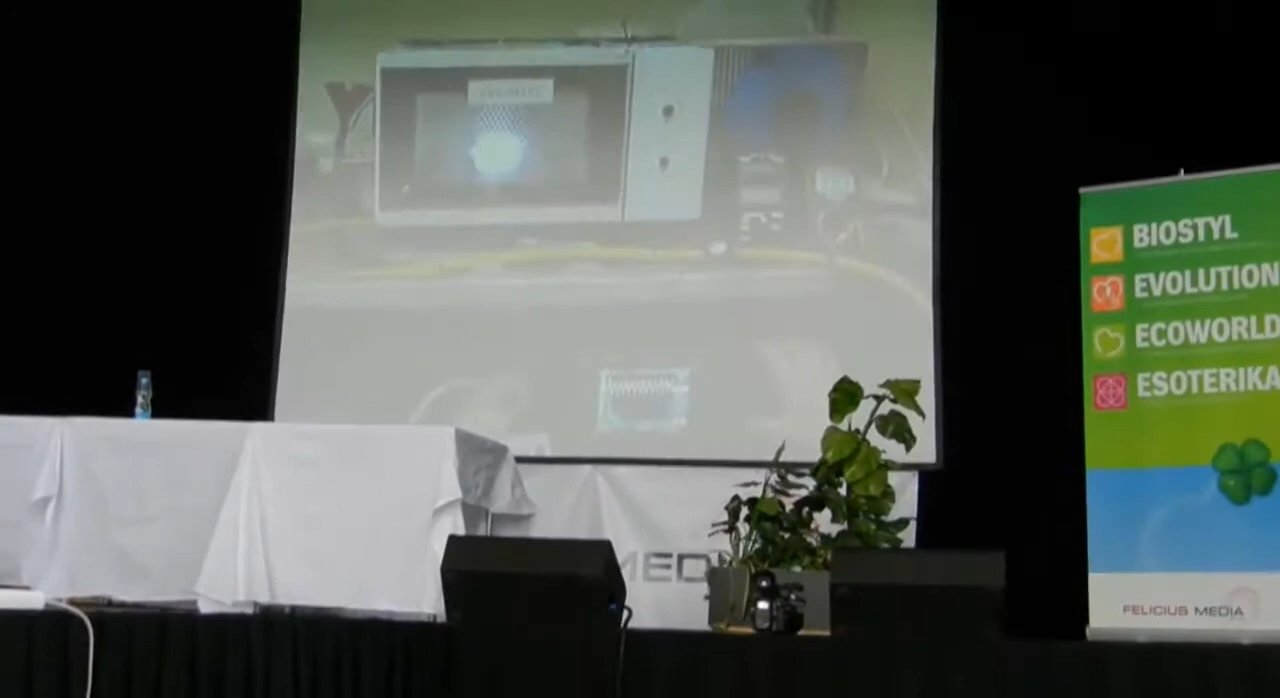 BIOSTYL
EVOLUTION
ECOWORLD
ESOTERIKA
MED
FELICIUS MEDIA